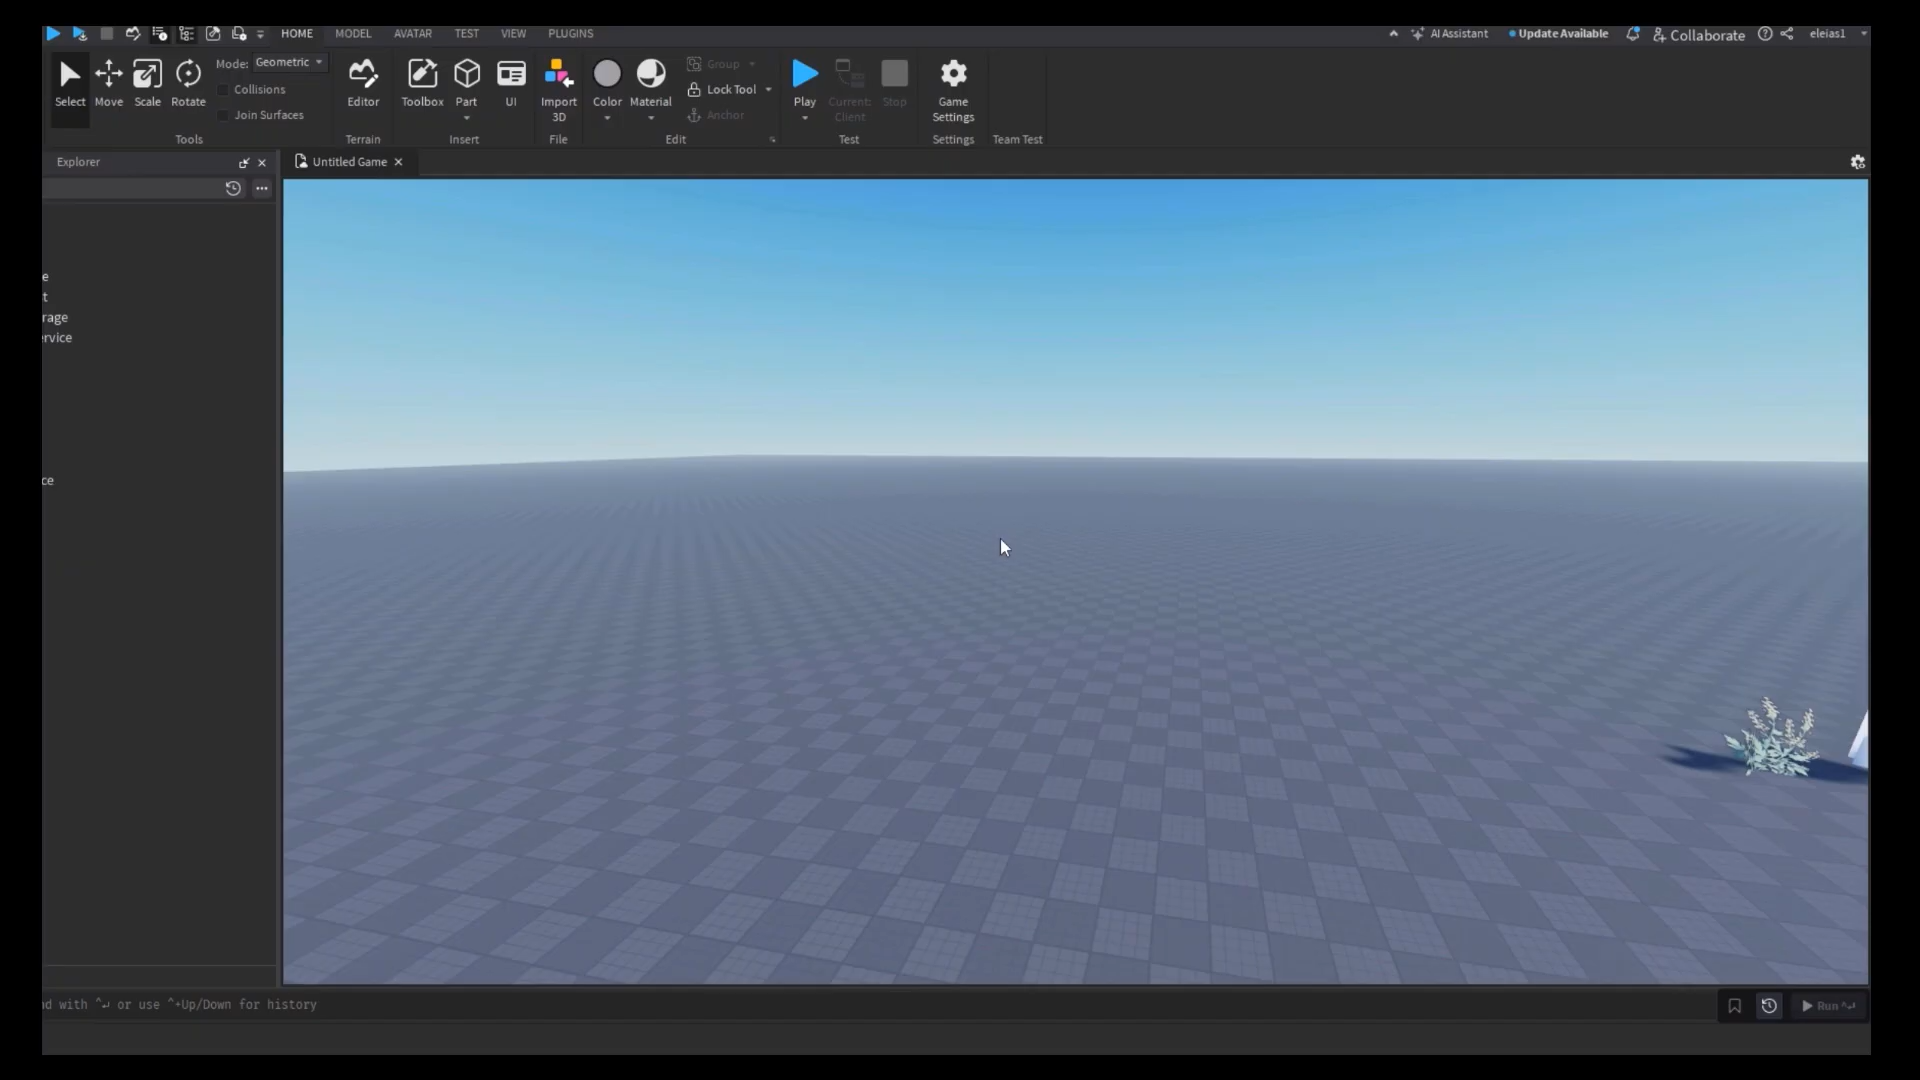 HOME MODEL AVATAR TEST VIEW PLUGINS AI Assistant Update Available Collaborate eleias1
Mode: Geometric
Collisions
Join Surfaces
Select Move Scale Rotate
Tools
Editor
Terrain
Toolbox Part UI
Insert
Import
3D
File
Color Material
Group
Lock Tool
Anchor
Edit
Play Current: Stop
Client
Test
Game
Settings
Settings
Team Test
Explorer
Untitled Game
e
t
rage
ervice
ce
nd with ^↵ or use ^+Up/Down for history
Run ^↵